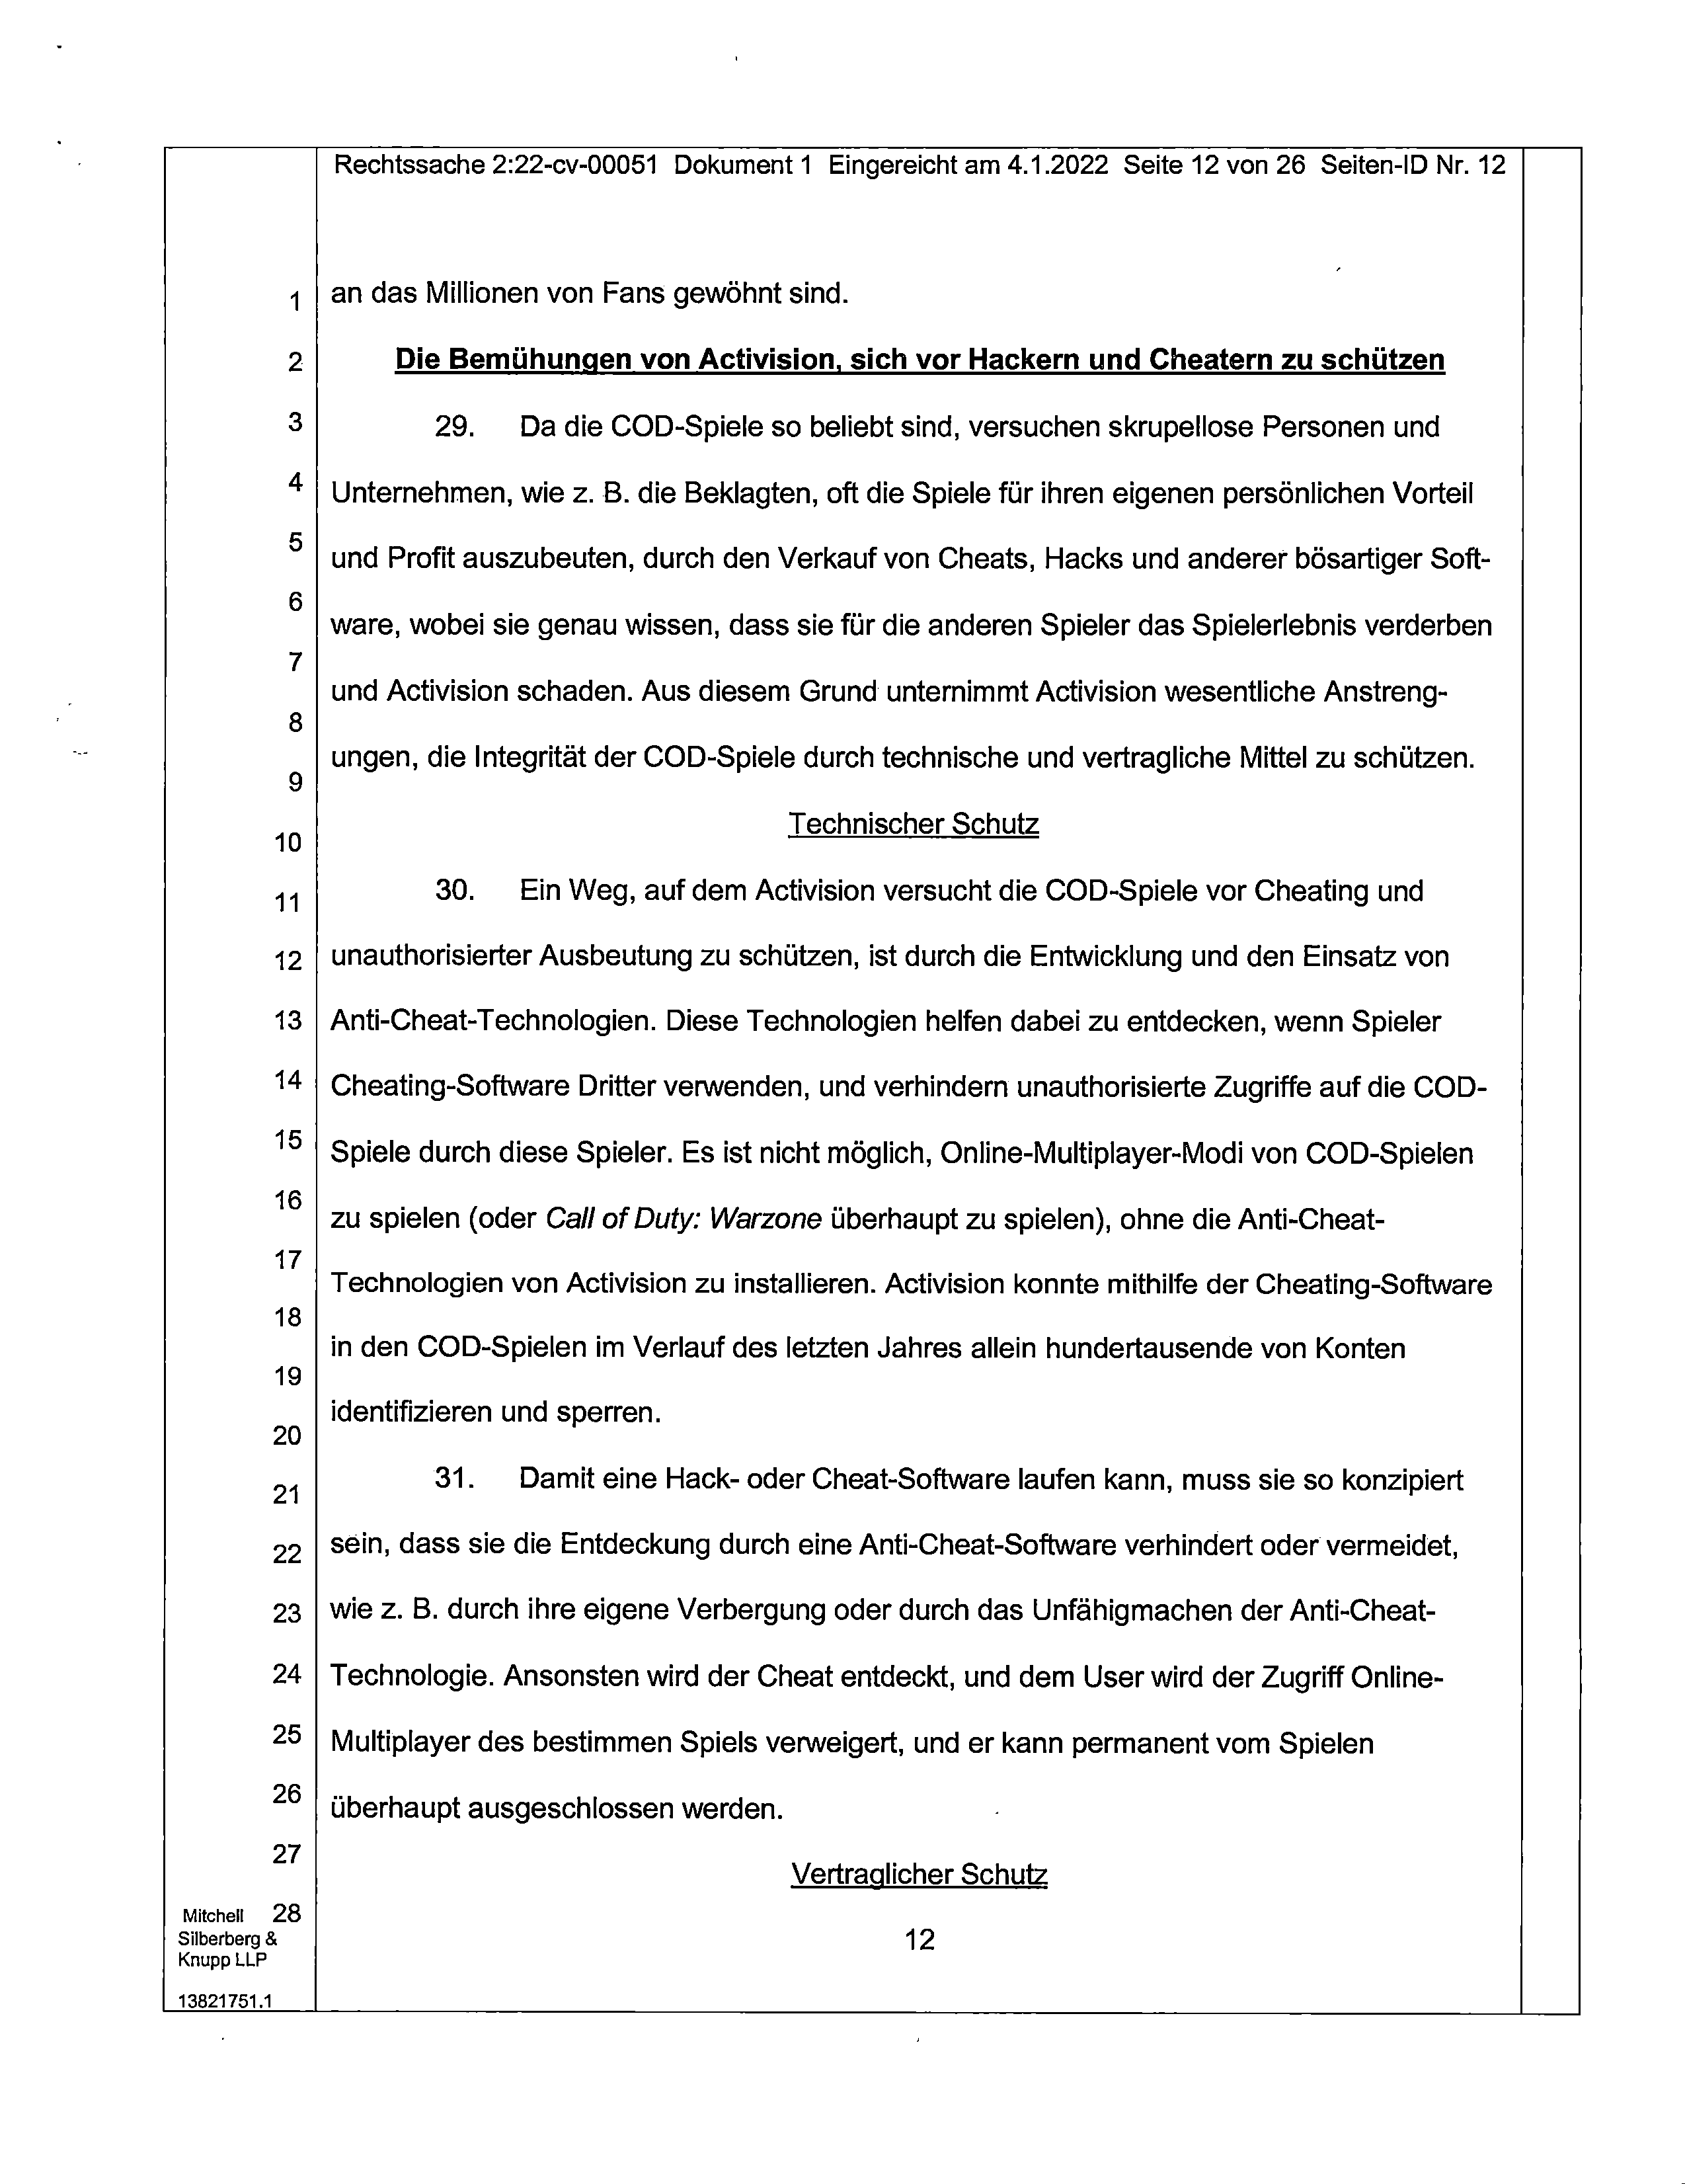 Rechtssache 2:22-cv-00051 Dokument 1 Eingereicht am 4.1.2022 Seite 12 von 26 Seiten-ID Nr. 12
1 an das Millionen von Fans gewöhnt sind.
2 Die Bemühungen von Activision, sich vor Hackern und Cheatern zu schützen
3 29. Da die COD-Spiele so beliebt sind, versuchen skrupellose Personen und
4 Unternehmen, wie z. B. die Beklagten, oft die Spiele für ihren eigenen persönlichen Vorteil
5 und Profit auszubeuten, durch den Verkauf von Cheats, Hacks und anderer bösartiger Soft-
6 ware, wobei sie genau wissen, dass sie für die anderen Spieler das Spielerlebnis verderben
7 und Activision schaden. Aus diesem Grund unternimmt Activision wesentliche Anstreng-
8 ungen, die Integrität der COD-Spiele durch technische und vertragliche Mittel zu schützen.
9
Technischer Schutz
10
11 30. Ein Weg, auf dem Activision versucht die COD-Spiele vor Cheating und
12 unauthorisierter Ausbeutung zu schützen, ist durch die Entwicklung und den Einsatz von
13 Anti-Cheat-Technologien. Diese Technologien helfen dabei zu entdecken, wenn Spieler
14 Cheating-Software Dritter verwenden, und verhindern unauthorisierte Zugriffe auf die COD-
15 Spiele durch diese Spieler. Es ist nicht möglich, Online-Multiplayer-Modi von COD-Spielen
16 zu spielen (oder Call of Duty: Warzone überhaupt zu spielen), ohne die Anti-Cheat-
17 Technologien von Activision zu installieren. Activision konnte mithilfe der Cheating-Software
18 in den COD-Spielen im Verlauf des letzten Jahres allein hundertausende von Konten
19 identifizieren und sperren.
20
21 31. Damit eine Hack- oder Cheat-Software laufen kann, muss sie so konzipiert
22 sein, dass sie die Entdeckung durch eine Anti-Cheat-Software verhindert oder vermeidet,
23 wie z. B. durch ihre eigene Verbergung oder durch das Unfähigmachen der Anti-Cheat-
24 Technologie. Ansonsten wird der Cheat entdeckt, und dem User wird der Zugriff Online-
25 Multiplayer des bestimmen Spiels verweigert, und er kann permanent vom Spielen
26 überhaupt ausgeschlossen werden.
27
Vertraglicher Schutz
28
12
Mitchell
Silberberg &
Knupp LLP
13821751.1